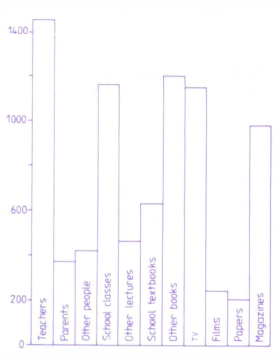 1400
1000
600
200
0
Teachers
Parents
Other people
School classes
Other lectures
School textbooks
Other books
TV
Films
Papers
Magazines